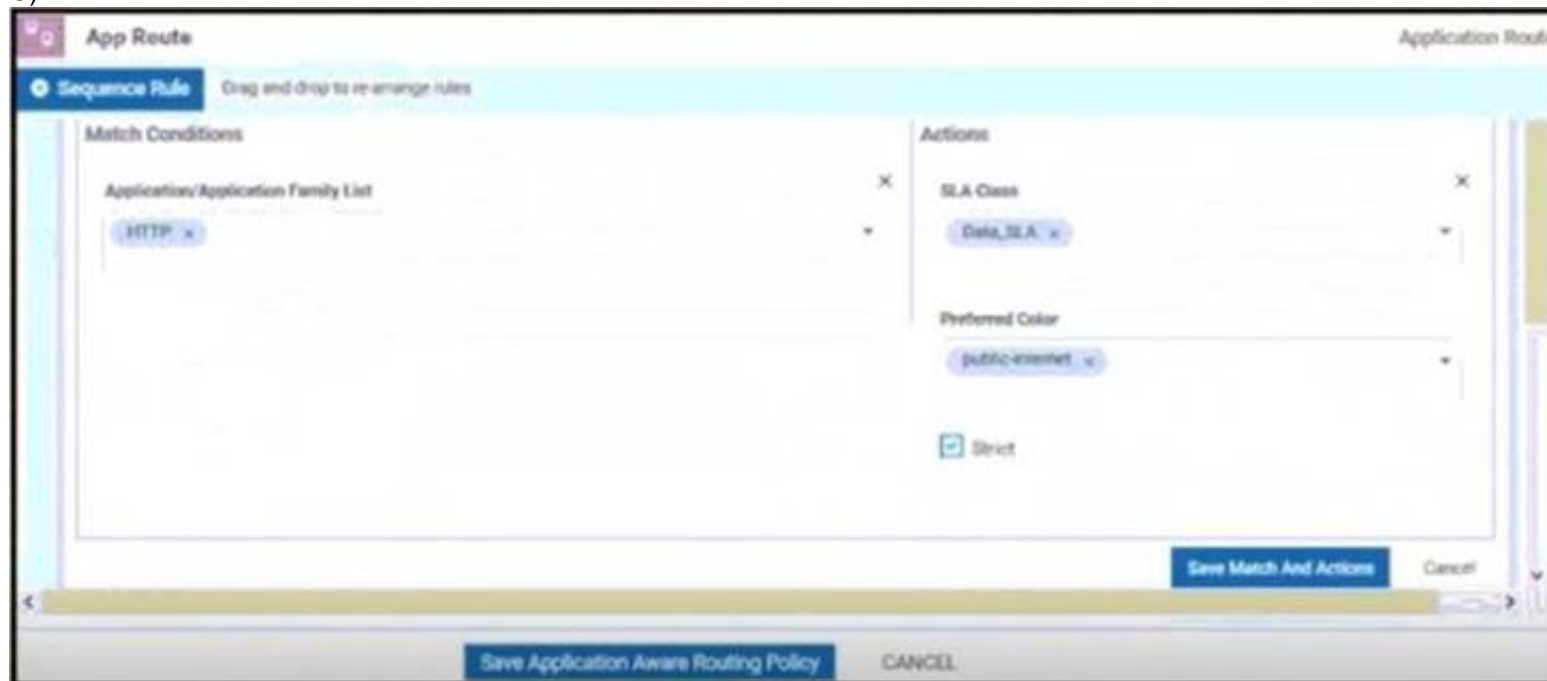 App Route
Application Route
Sequence Rule Drag and drop to re-arrange rules
Match Conditions
Actions
Application/Application Family List
SLA Class
HTTP ×
Data_SLA ×
Preferred Color
public-internet ×
Strict
Save Match And Actions Cancel
Save Application Aware Routing Policy CANCEL